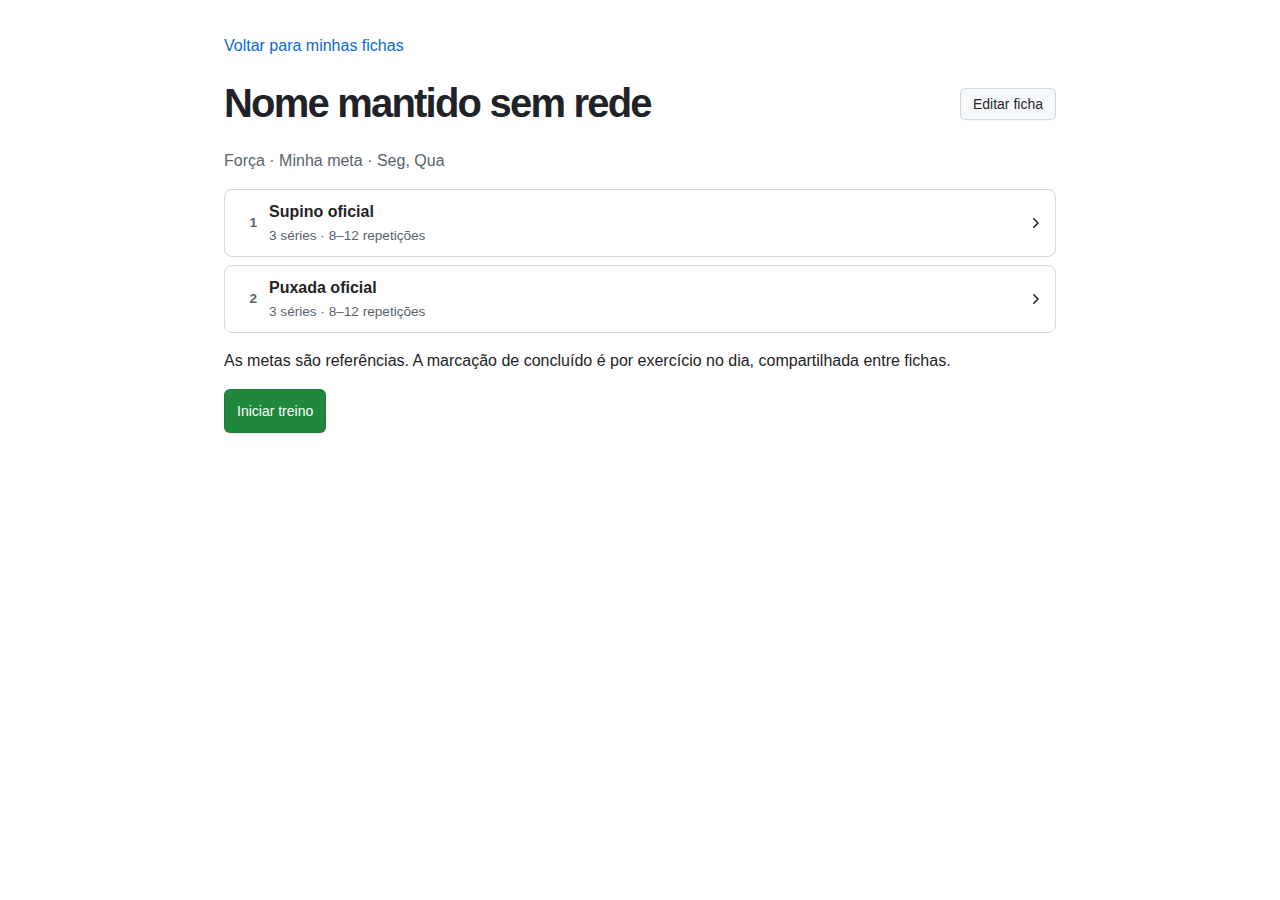 Voltar para minhas fichas
Nome mantido sem rede
Editar ficha
Força · Minha meta · Seg, Qua
1
Supino oficial
3 séries · 8–12 repetições
2
Puxada oficial
3 séries · 8–12 repetições
As metas são referências. A marcação de concluído é por exercício no dia, compartilhada entre fichas.
Iniciar treino